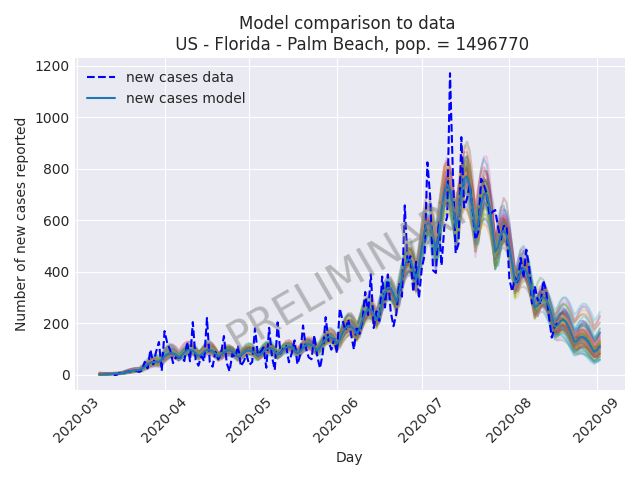 Model comparison to data
US - Florida - Palm Beach, pop. = 1496770
new cases data
new cases model
Number of new cases reported
1200
1000
800
600
400
200
0
2020-03
2020-04
2020-05
2020-06
2020-07
2020-08
2020-09
Day